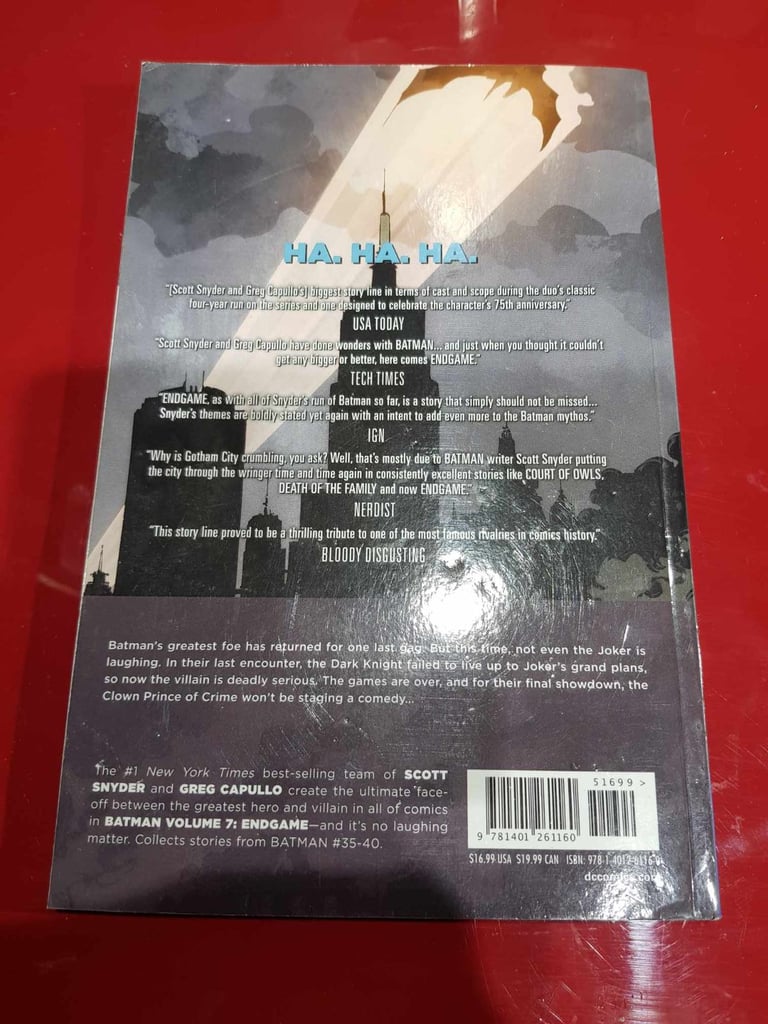 HA. HA. HA.
"[Scott Snyder and Greg Capullo's] biggest story line in terms of cast and scope during the duo's classic
four-year run on the series and one designed to celebrate the character's 75th anniversary."
USA TODAY
"Scott Snyder and Greg Capullo have done wonders with BATMAN... and just when you thought it couldn't
get any bigger or better, here comes ENDGAME."
TECH TIMES
"ENDGAME, as with all of Snyder's run of Batman so far, is a story that simply should not be missed...
Snyder's themes are boldly stated yet again with an intent to add even more to the Batman mythos."
IGN
"Why is Gotham City crumbling, you ask? Well, that's mostly due to BATMAN writer Scott Snyder putting
the city through the wringer time and time again in consistently excellent stories like COURT OF OWLS,
DEATH OF THE FAMILY and now ENDGAME."
NERDIST
"This story line proved to be a thrilling tribute to one of the most famous rivalries in comics history."
BLOODY DISGUSTING
Batman's greatest foe has returned for one last gag. But this time, not even the Joker is
laughing. In their last encounter, the Dark Knight failed to live up to Joker's grand plans,
so now the villain is deadly serious. The games are over, and for their final showdown, the
Clown Prince of Crime won't be staging a comedy...
The #1 New York Times best-selling team of SCOTT
SNYDER and GREG CAPULLO create the ultimate face-
off between the greatest hero and villain in all of comics
in BATMAN VOLUME 7: ENDGAME—and it's no laughing
matter. Collects stories from BATMAN #35-40.
51699 >
9 781401 261160
$16.99 USA $19.99 CAN ISBN: 978-1-4012-6116-0
dccomics.com